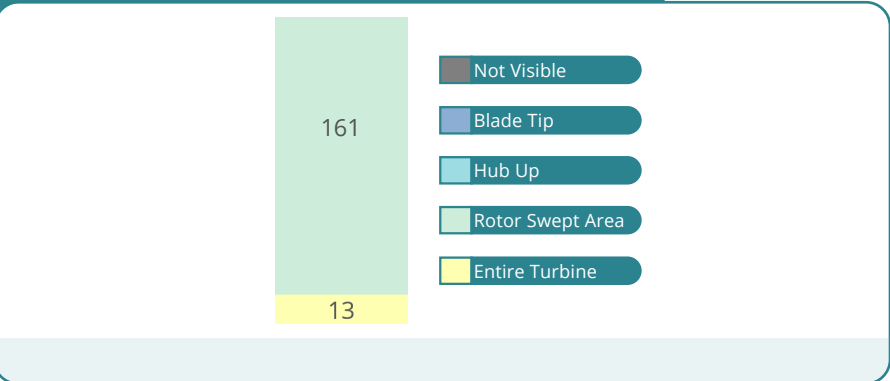 161
13
Not Visible
Blade Tip
Hub Up
Rotor Swept Area
Entire Turbine